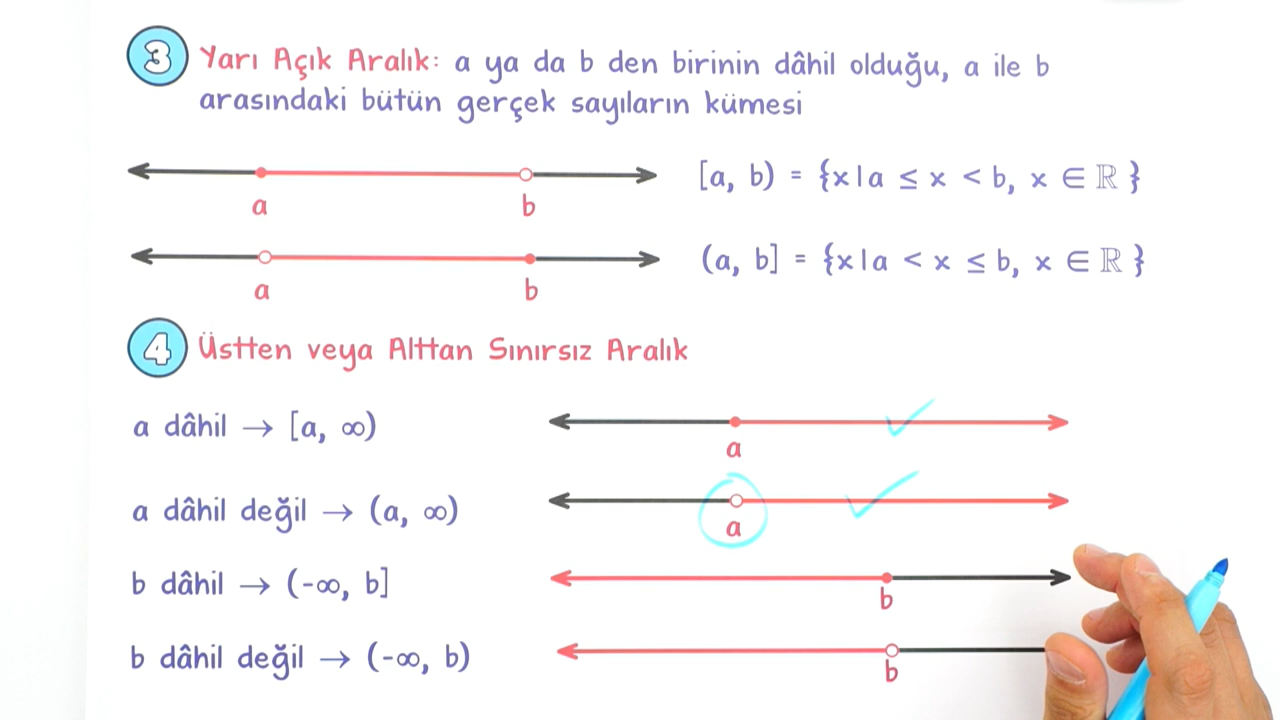 3 Yarı Açık Aralık: a ya da b den birinin dâhil olduğu, a ile b
arasındaki bütün gerçek sayıların kümesi
a b [a, b) = {x|a ≤ x < b, x ∈ ℝ }
a b (a, b] = {x|a < x ≤ b, x ∈ ℝ }
4 Üstten veya Alttan Sınırsız Aralık
a dâhil → [a, ∞) a
a dâhil değil → (a, ∞) a
b dâhil → (-∞, b] b
b dâhil değil → (-∞, b) b